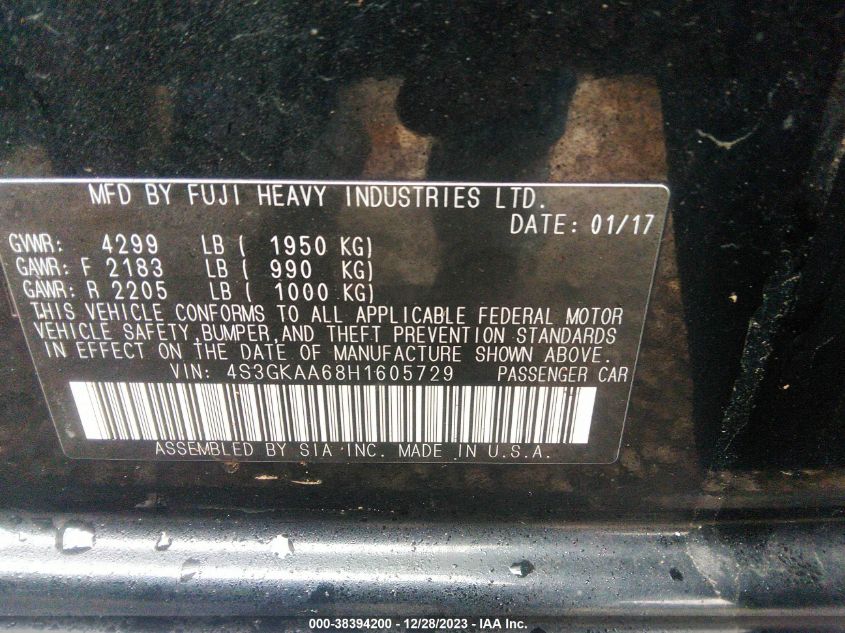 MFD BY FUJI HEAVY INDUSTRIES LTD.
DATE: 01/17
GVWR: 4299 LB ( 1950 KG)
GAWR: F 2183 LB ( 990 KG)
GAWR: R 2205 LB ( 1000 KG)
THIS VEHICLE CONFORMS TO ALL APPLICABLE FEDERAL MOTOR
VEHICLE SAFETY,BUMPER,AND THEFT PREVENTION STANDARDS
IN EFFECT ON THE DATE OF MANUFACTURE SHOWN ABOVE.
VIN: 4S3GKAA68H1605729 PASSENGER CAR
ASSEMBLED BY SIA INC. MADE IN U.S.A.
000-38394200 - 12/28/2023 - IAA Inc.